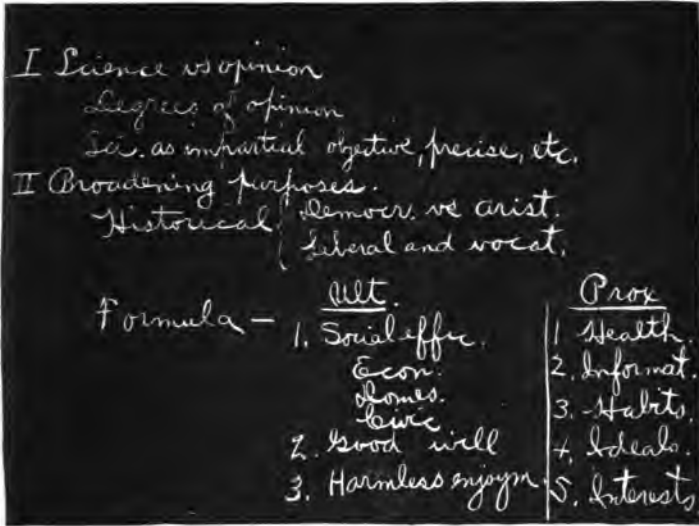 I Science vs opinion
Degrees of opinion
Sci. as impartial objective, precise, etc.
II Broadening purposes.
Historical { Democr. vs arist.
Liberal and vocat.
Formula —
Ult.
1. Social effic.
Econ.
Domes.
Civic
2. Good will
3. Harmless enjoym.
Prox
1 Health.
2. Informat.
3. Habits.
4. Ideals.
5. Interests